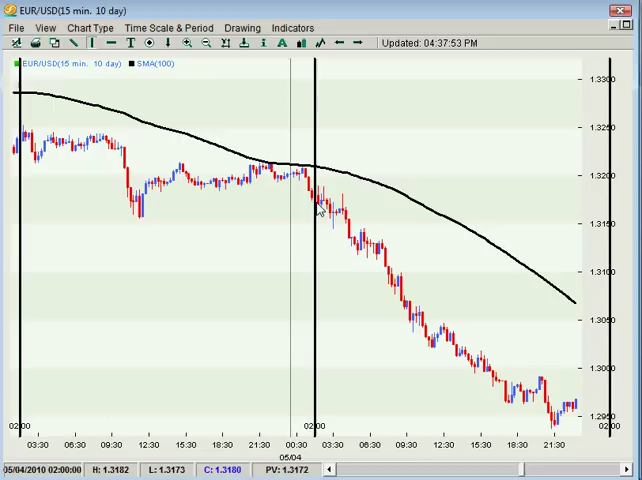 EUR/USD(15 min. 10 day)
File View Chart Type Time Scale & Period Drawing Indicators
Updated: 04:37:53 PM
EUR/USD(15 min. 10 day) SMA(100)
1.3300
1.3250
1.3200
1.3150
1.3100
1.3050
1.3000
1.2950
02:00 02:00 02:00
03:30 06:30 09:30 12:30 15:30 18:30 21:30 00:30 03:30 06:30 09:30 12:30 15:30 18:30 21:30
05/04
05/04/2010 02:00:00 H: 1.3182 L: 1.3173 C: 1.3180 PV: 1.3172